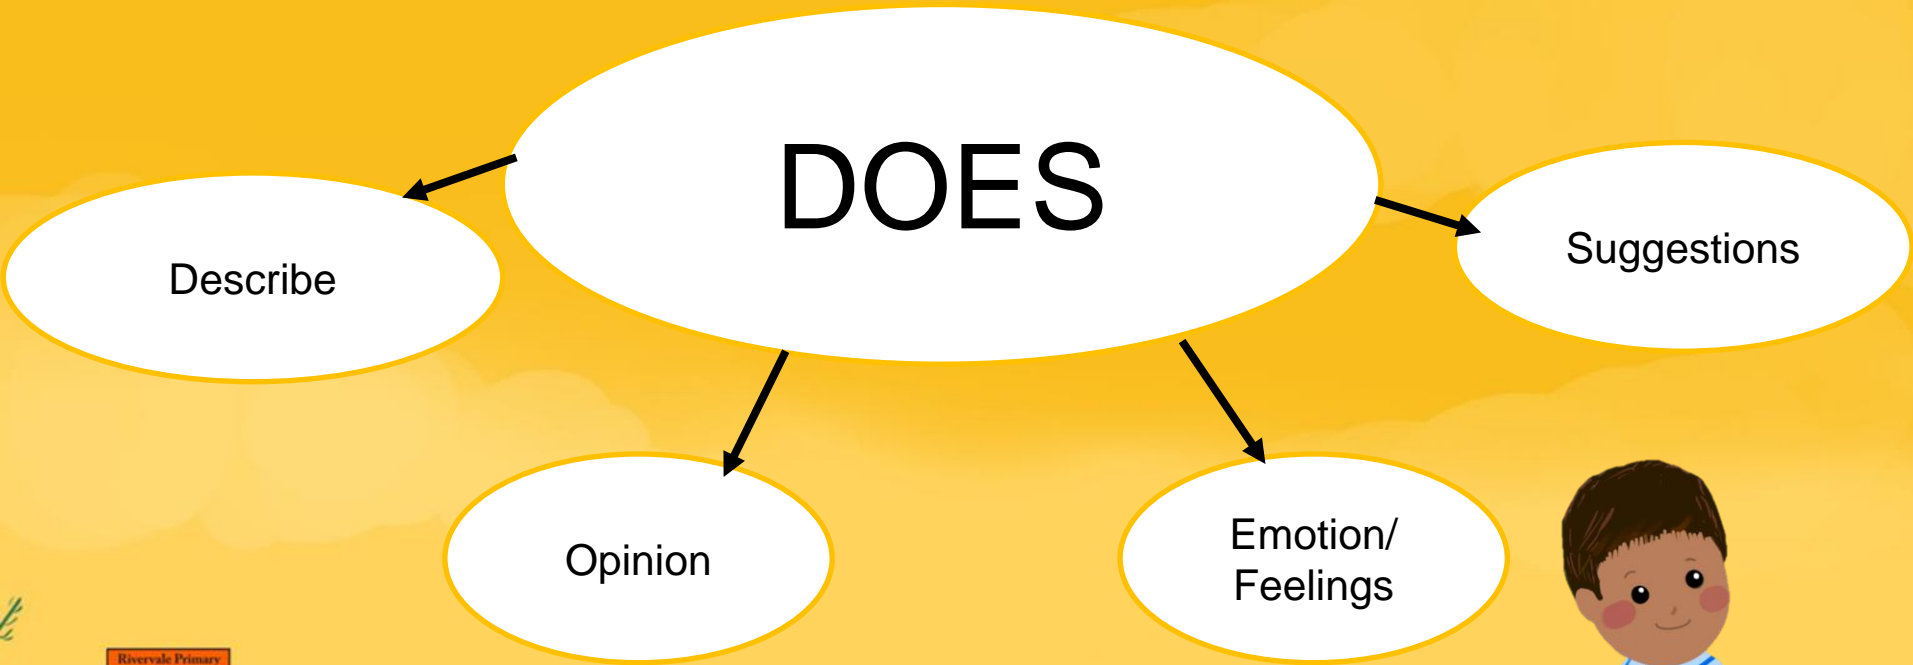 DOES
Describe
Suggestions
Opinion
Emotion/
Feelings
Rivervale Primary